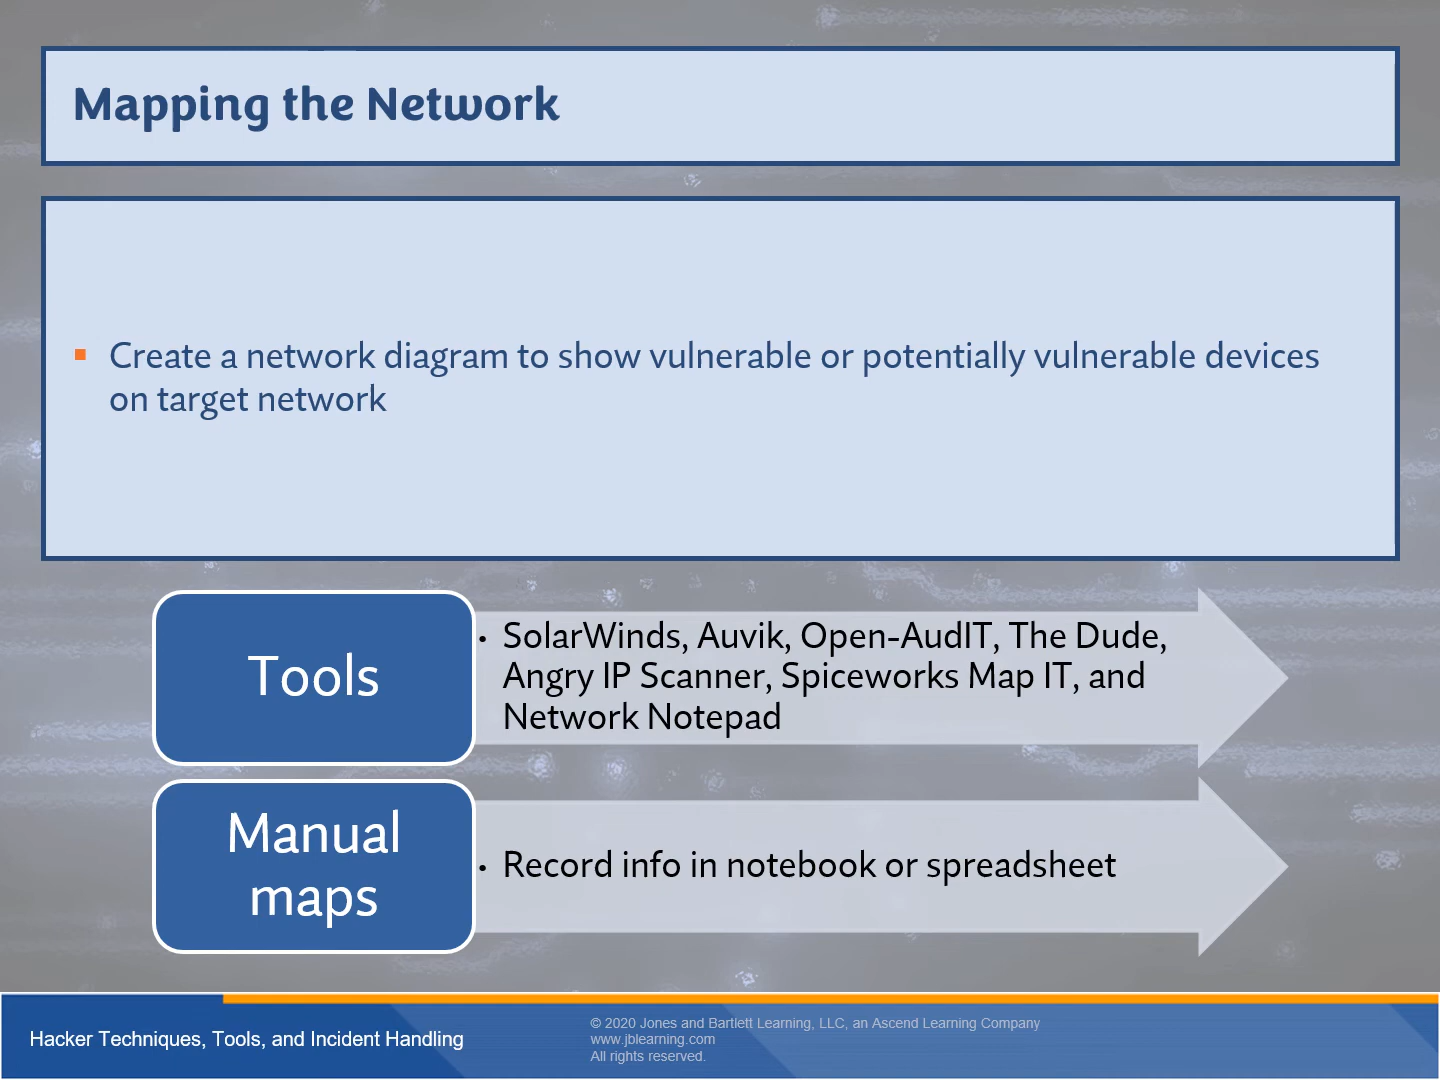 Mapping the Network
▪ Create a network diagram to show vulnerable or potentially vulnerable devices
on target network
Tools
• SolarWinds, Auvik, Open-AudIT, The Dude,
Angry IP Scanner, Spiceworks Map IT, and
Network Notepad
Manual
maps
• Record info in notebook or spreadsheet
Hacker Techniques, Tools, and Incident Handling
© 2020 Jones and Bartlett Learning, LLC, an Ascend Learning Company
www.jblearning.com
All rights reserved.